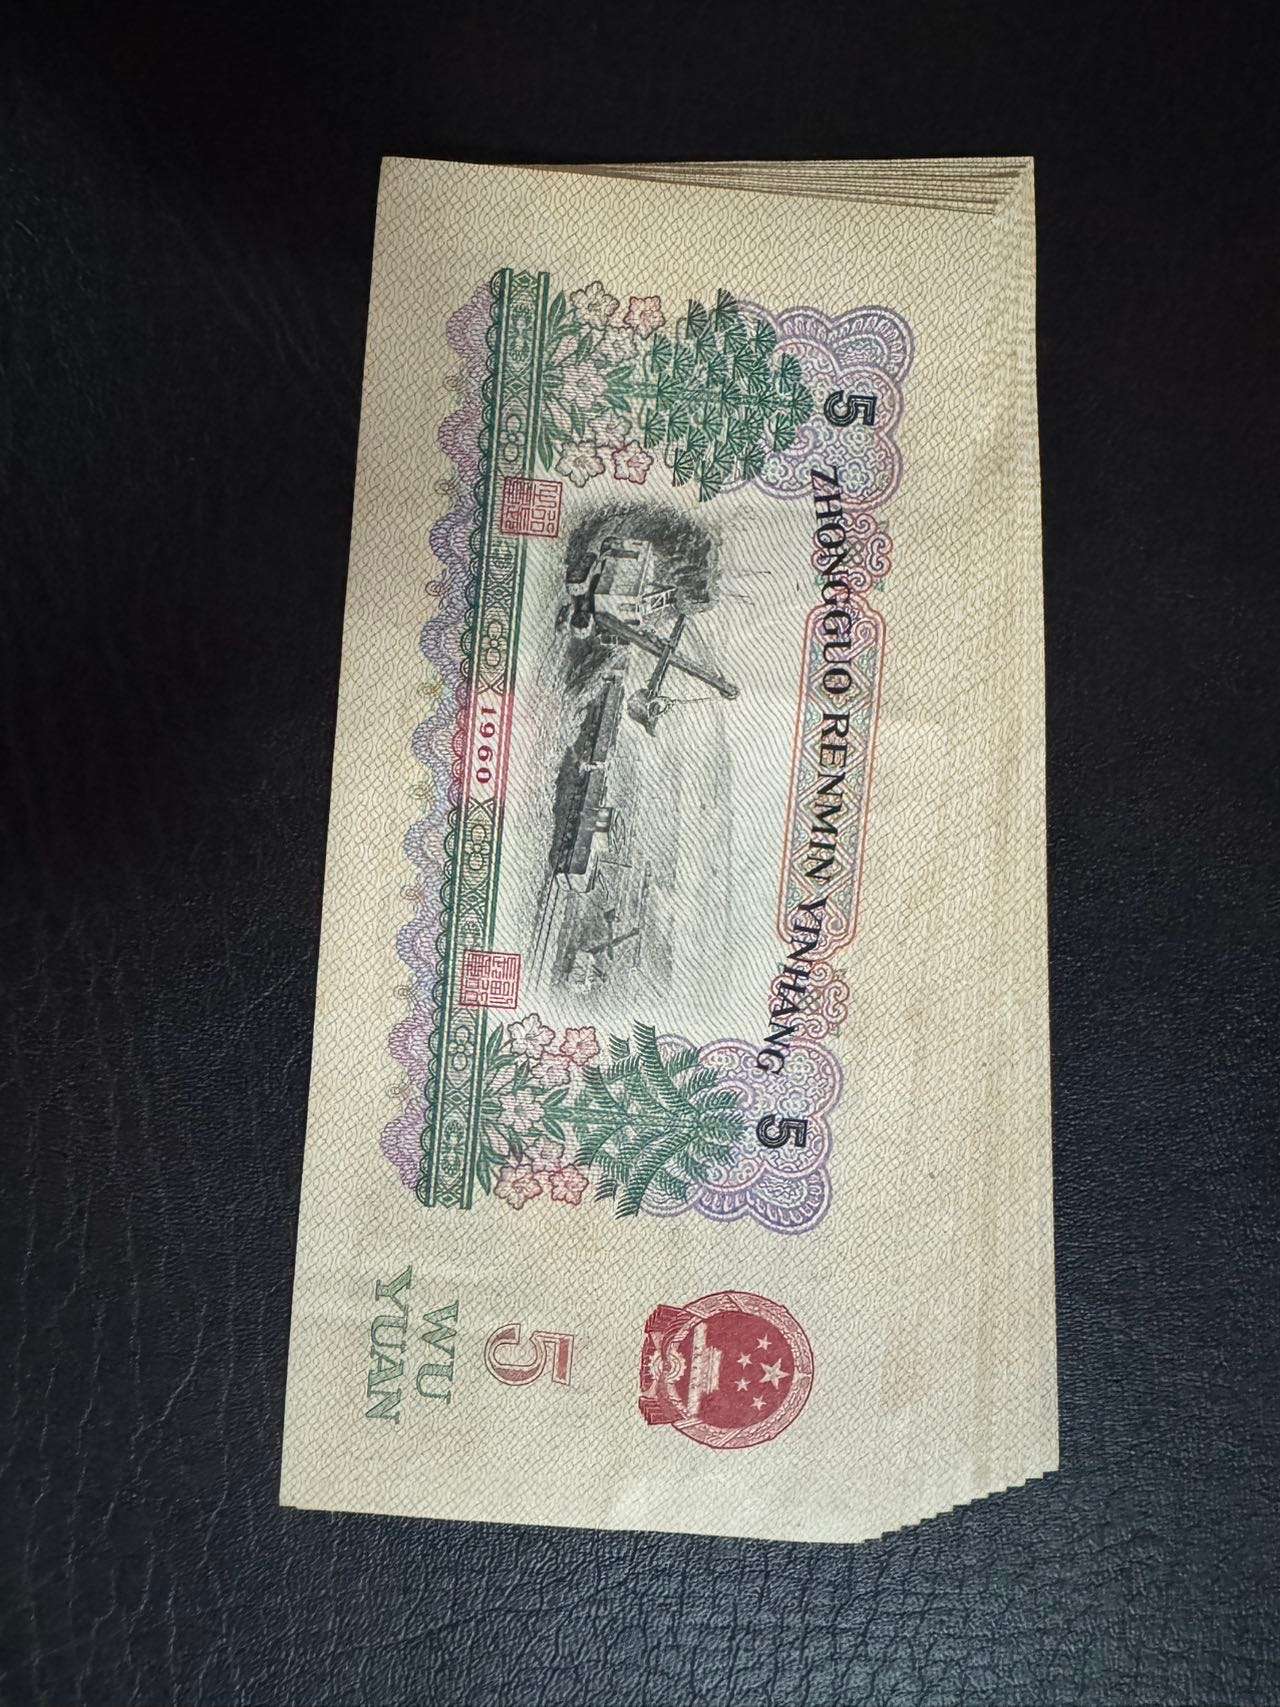 5 ZHONGGUO RENMIN YINHANG 5
1960
5
WU
YUAN